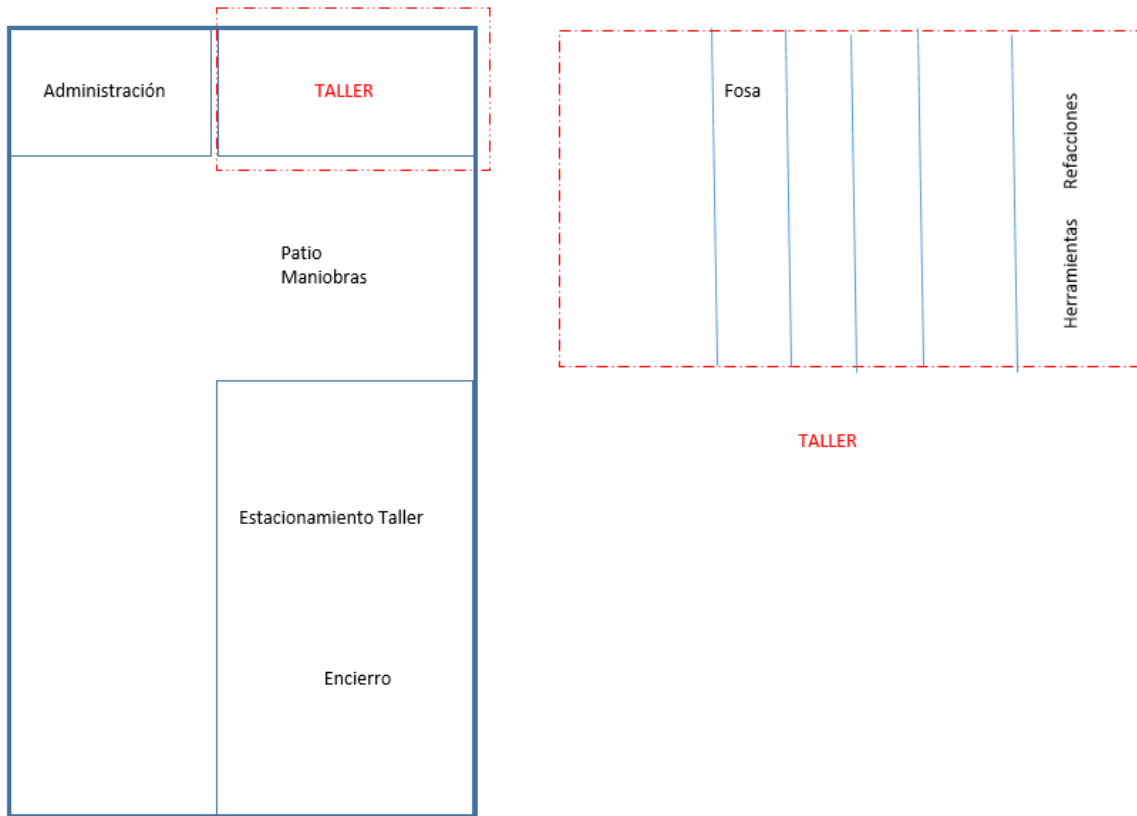 Administración
TALLER
Patio
Maniobras
Estacionamiento Taller
Encierro
Fosa
Herramientas Refacciones
TALLER